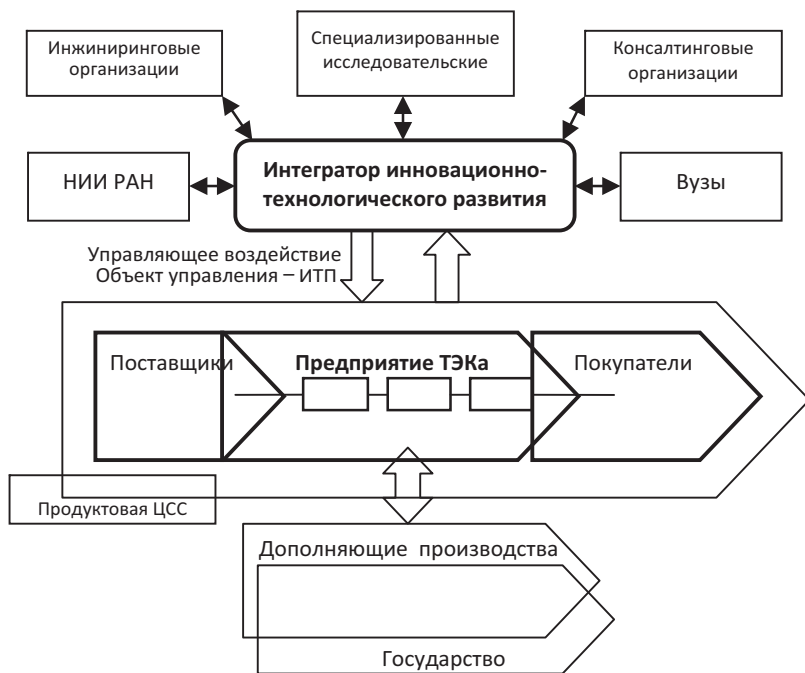 Инжиниринговые
организации
Специализированные
исследовательские
Консалтинговые
организации
НИИ РАН
Интегратор инновационно-
технологического развития
Вузы
Управляющее воздействие
Объект управления – ИТП
Поставщики
Предприятие ТЭКа
Покупатели
Продуктовая ЦСС
Дополняющие производства
Государство